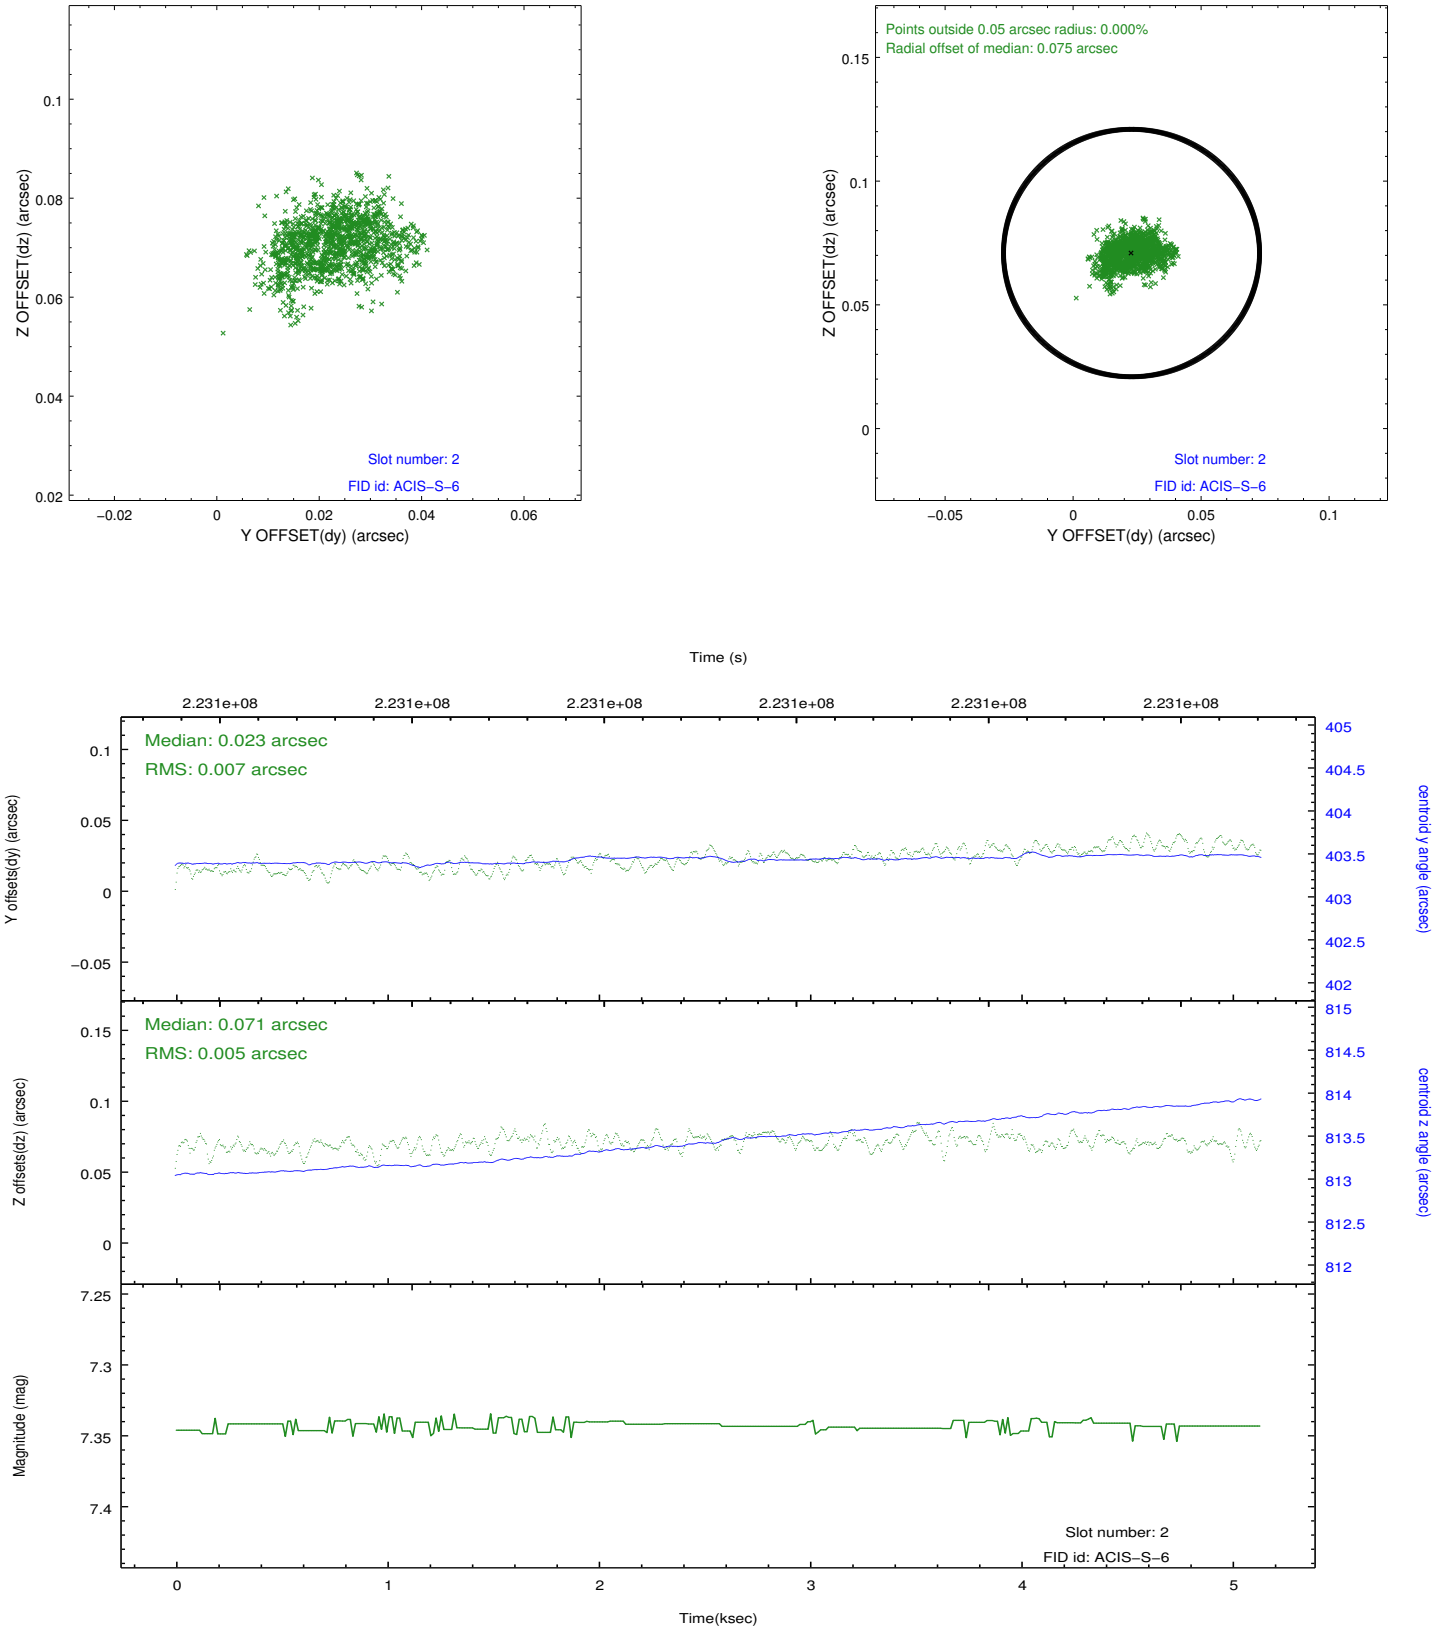 0.1
0.08
0.06
0.04
0.02
Z OFFSET(dz) (arcsec)
−0.02 0 0.02 0.04 0.06
Y OFFSET(dy) (arcsec)
Slot number: 2
FID id: ACIS−S−6
Points outside 0.05 arcsec radius: 0.000%
Radial offset of median: 0.075 arcsec
0.15
0.1
0.05
0
Z OFFSET(dz) (arcsec)
−0.05 0 0.05 0.1
Y OFFSET(dy) (arcsec)
Slot number: 2
FID id: ACIS−S−6
Time (s)
2.231e+08 2.231e+08 2.231e+08 2.231e+08 2.231e+08 2.231e+08
Median: 0.023 arcsec
RMS: 0.007 arcsec
0.1
0.05
0
−0.05
Y offsets(dy) (arcsec)
405
404.5
404
403.5
403
402.5
402
centroid y angle (arcsec)
Median: 0.071 arcsec
RMS: 0.005 arcsec
0.15
0.1
0.05
0
Z offsets(dz) (arcsec)
815
814.5
814
813.5
813
812.5
812
centroid z angle (arcsec)
7.25
7.3
7.35
7.4
Magnitude (mag)
Slot number: 2
FID id: ACIS−S−6
0 1 2 3 4 5
Time(ksec)